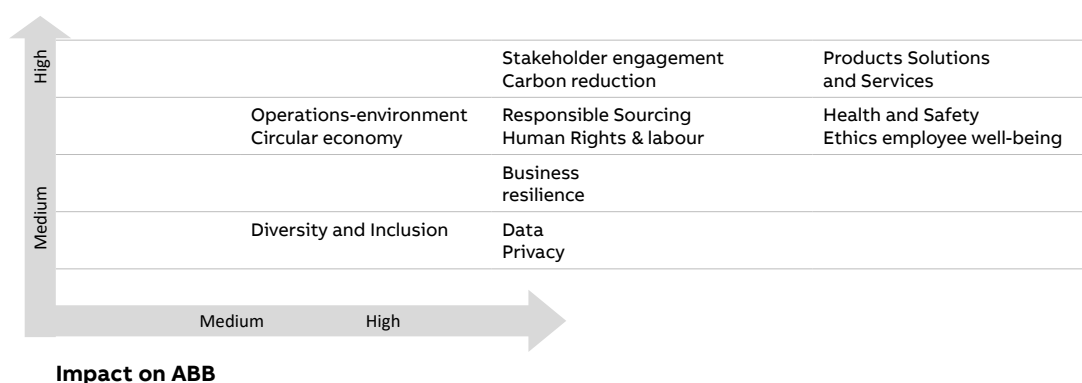 High
Stakeholder engagement
Carbon reduction
Products Solutions
and Services
Operations-environment
Circular economy
Responsible Sourcing
Human Rights & labour
Health and Safety
Ethics employee well-being
Business
resilience
Medium
Diversity and Inclusion
Data
Privacy
Medium
High
Impact on ABB